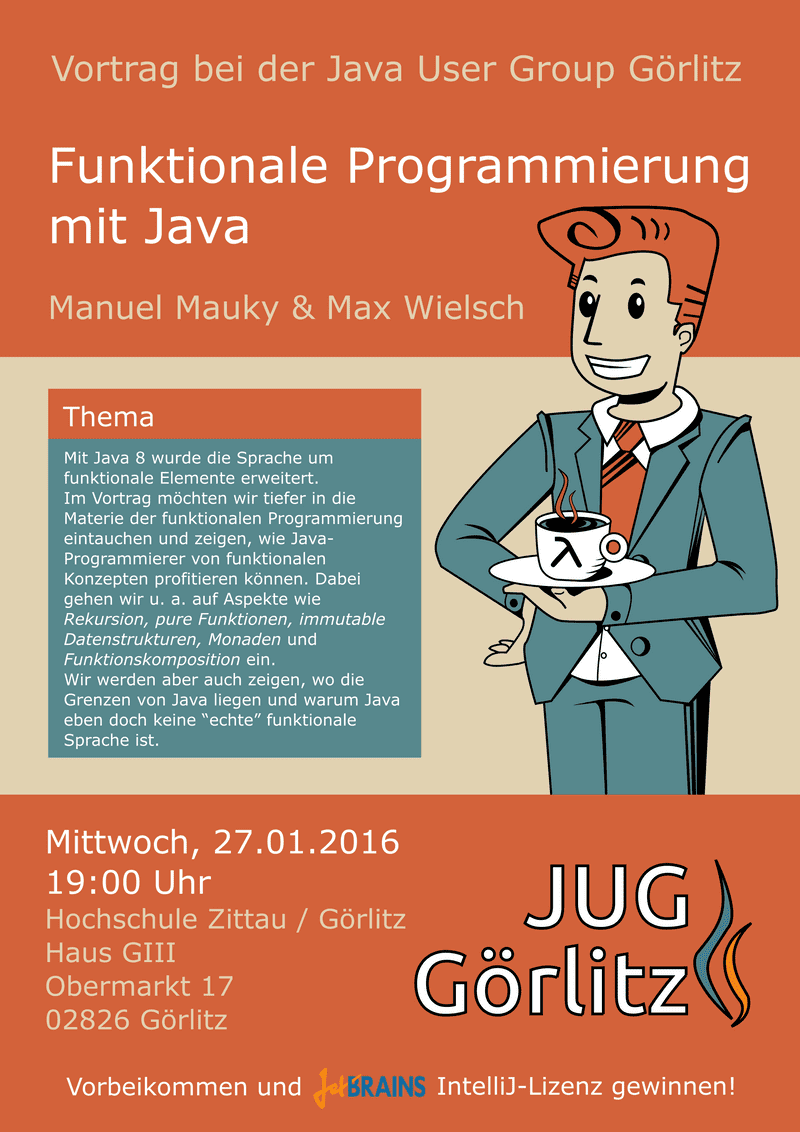 Vortrag bei der Java User Group Görlitz
Funktionale Programmierung
mit Java
Manuel Mauky & Max Wielsch
Thema
Mit Java 8 wurde die Sprache um
funktionale Elemente erweitert.
Im Vortrag möchten wir tiefer in die
Materie der funktionalen Programmierung
eintauchen und zeigen, wie Java-
Programmierer von funktionalen
Konzepten profitieren können. Dabei
gehen wir u. a. auf Aspekte wie
Rekursion, pure Funktionen, immutable
Datenstrukturen, Monaden und
Funktionskomposition ein.
Wir werden aber auch zeigen, wo die
Grenzen von Java liegen und warum Java
eben doch keine “echte” funktionale
Sprache ist.
λ
Mittwoch, 27.01.2016
19:00 Uhr
Hochschule Zittau / Görlitz
Haus GIII
Obermarkt 17
02826 Görlitz
JUG
Görlitz
Vorbeikommen und JetBRAINS IntelliJ-Lizenz gewinnen!